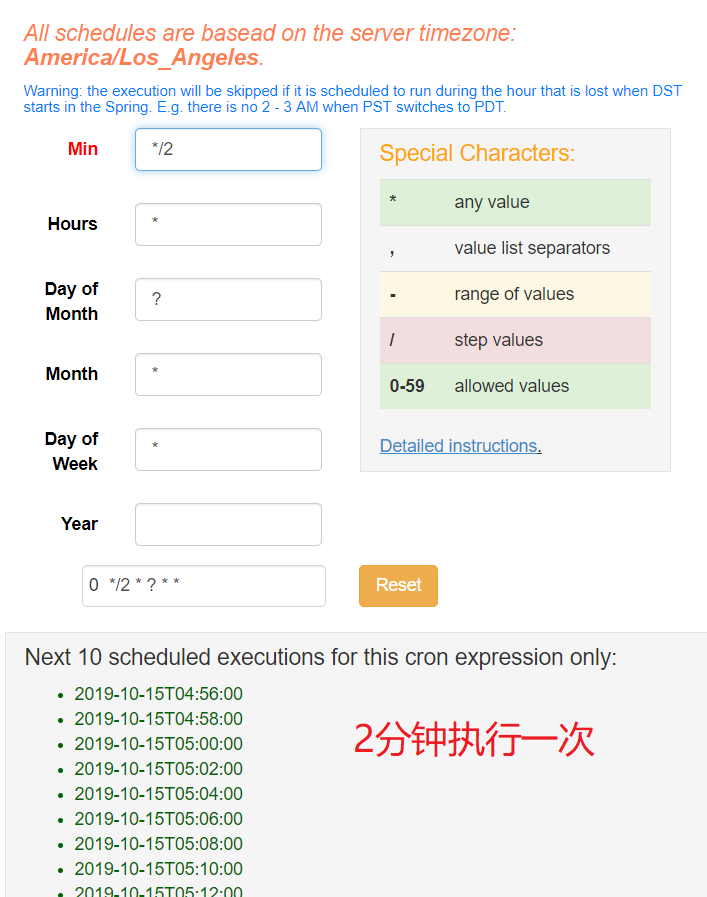 All schedules are basead on the server timezone:
America/Los_Angeles.
Warning: the execution will be skipped if it is scheduled to run during the hour that is lost when DST
starts in the Spring. E.g. there is no 2 - 3 AM when PST switches to PDT.
Min */2
Hours *
Day of
Month ?
Month *
Day of
Week *
Year
0 */2 * ? * *
Reset
Special Characters:
* any value
, value list separators
- range of values
/ step values
0-59 allowed values
Detailed instructions.
Next 10 scheduled executions for this cron expression only:
2019-10-15T04:56:00
2019-10-15T04:58:00
2019-10-15T05:00:00
2019-10-15T05:02:00
2019-10-15T05:04:00
2019-10-15T05:06:00
2019-10-15T05:08:00
2019-10-15T05:10:00
2019-10-15T05:12:00
2分钟执行一次